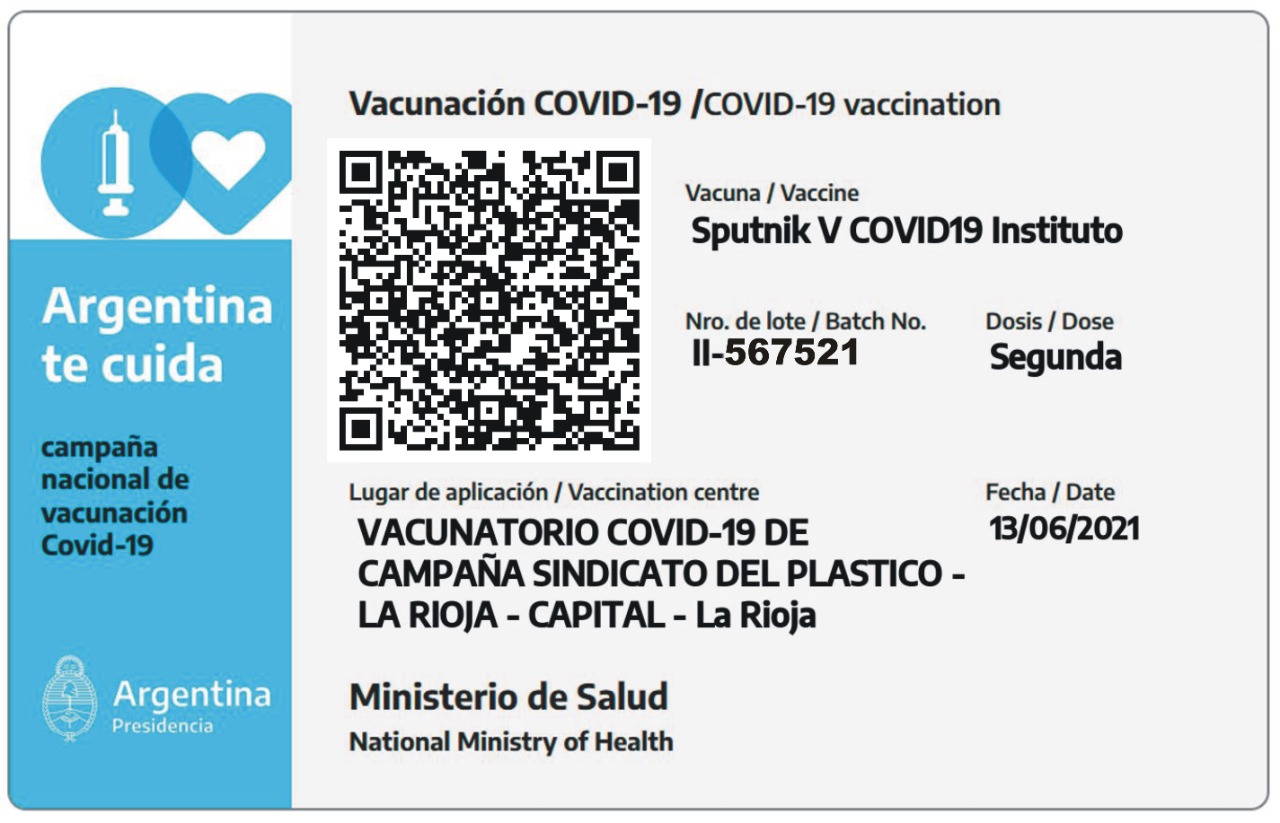 Vacunación COVID-19 /COVID-19 vaccination
Vacuna / Vaccine
Sputnik V COVID19 Instituto
Nro. de lote / Batch No.
II-567521
Dosis / Dose
Segunda
Lugar de aplicación / Vaccination centre
VACUNATORIO COVID-19 DE
CAMPAÑA SINDICATO DEL PLASTICO -
LA RIOJA - CAPITAL - La Rioja
Fecha / Date
13/06/2021
Ministerio de Salud
National Ministry of Health
Argentina
te cuida
campaña
nacional de
vacunación
Covid-19
Argentina
Presidencia